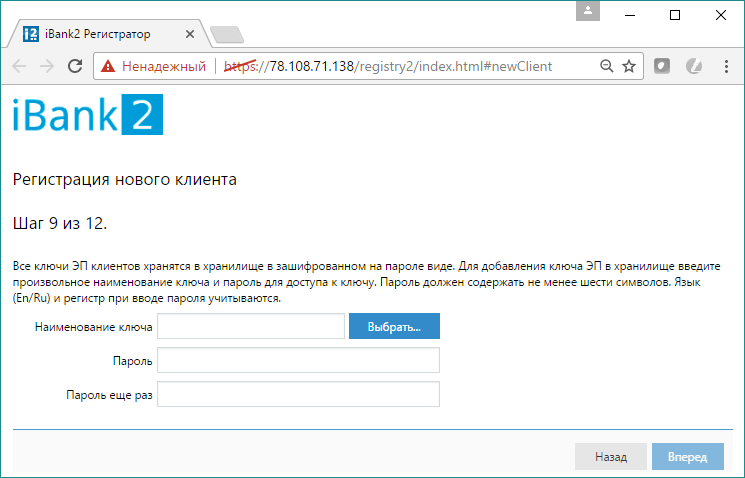 iBank2 Регистратор
Ненадежный https://78.108.71.138/registry2/index.html#newClient
iBank 2
Регистрация нового клиента
Шаг 9 из 12.
Все ключи ЭП клиентов хранятся в хранилище в зашифрованном на пароле виде. Для добавления ключа ЭП в хранилище введите
произвольное наименование ключа и пароль для доступа к ключу. Пароль должен содержать не менее шести символов. Язык
(En/Ru) и регистр при вводе пароля учитываются.
Наименование ключа Выбрать...
Пароль
Пароль еще раз
Назад Вперед